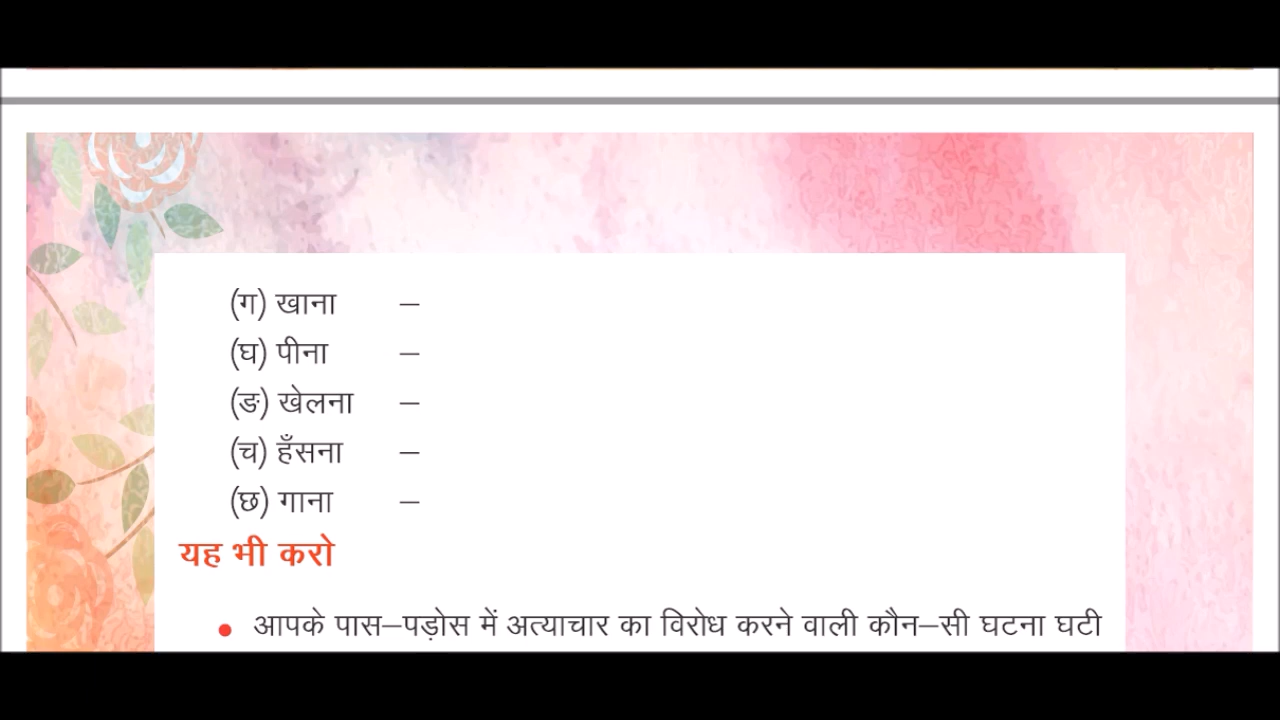 (ग) खाना –
(घ) पीना –
(ङ) खेलना –
(च) हँसना –
(छ) गाना –
यह भी करो
• आपके पास–पड़ोस में अत्याचार का विरोध करने वाली कौन–सी घटना घटी